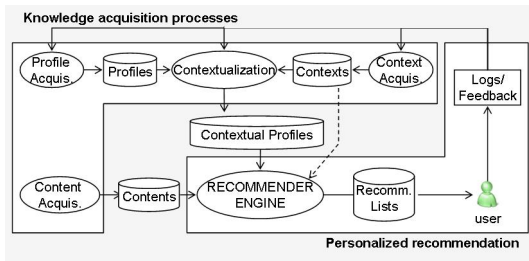 Knowledge acquisition processes
Profile
Acquis.
Profiles
Contextualization
Contexts
Context
Acquis.
Logs/
Feedback
Contextual Profiles
Content
Acquis.
Contents
RECOMMENDER
ENGINE
Recomm.
Lists
user
Personalized recommendation